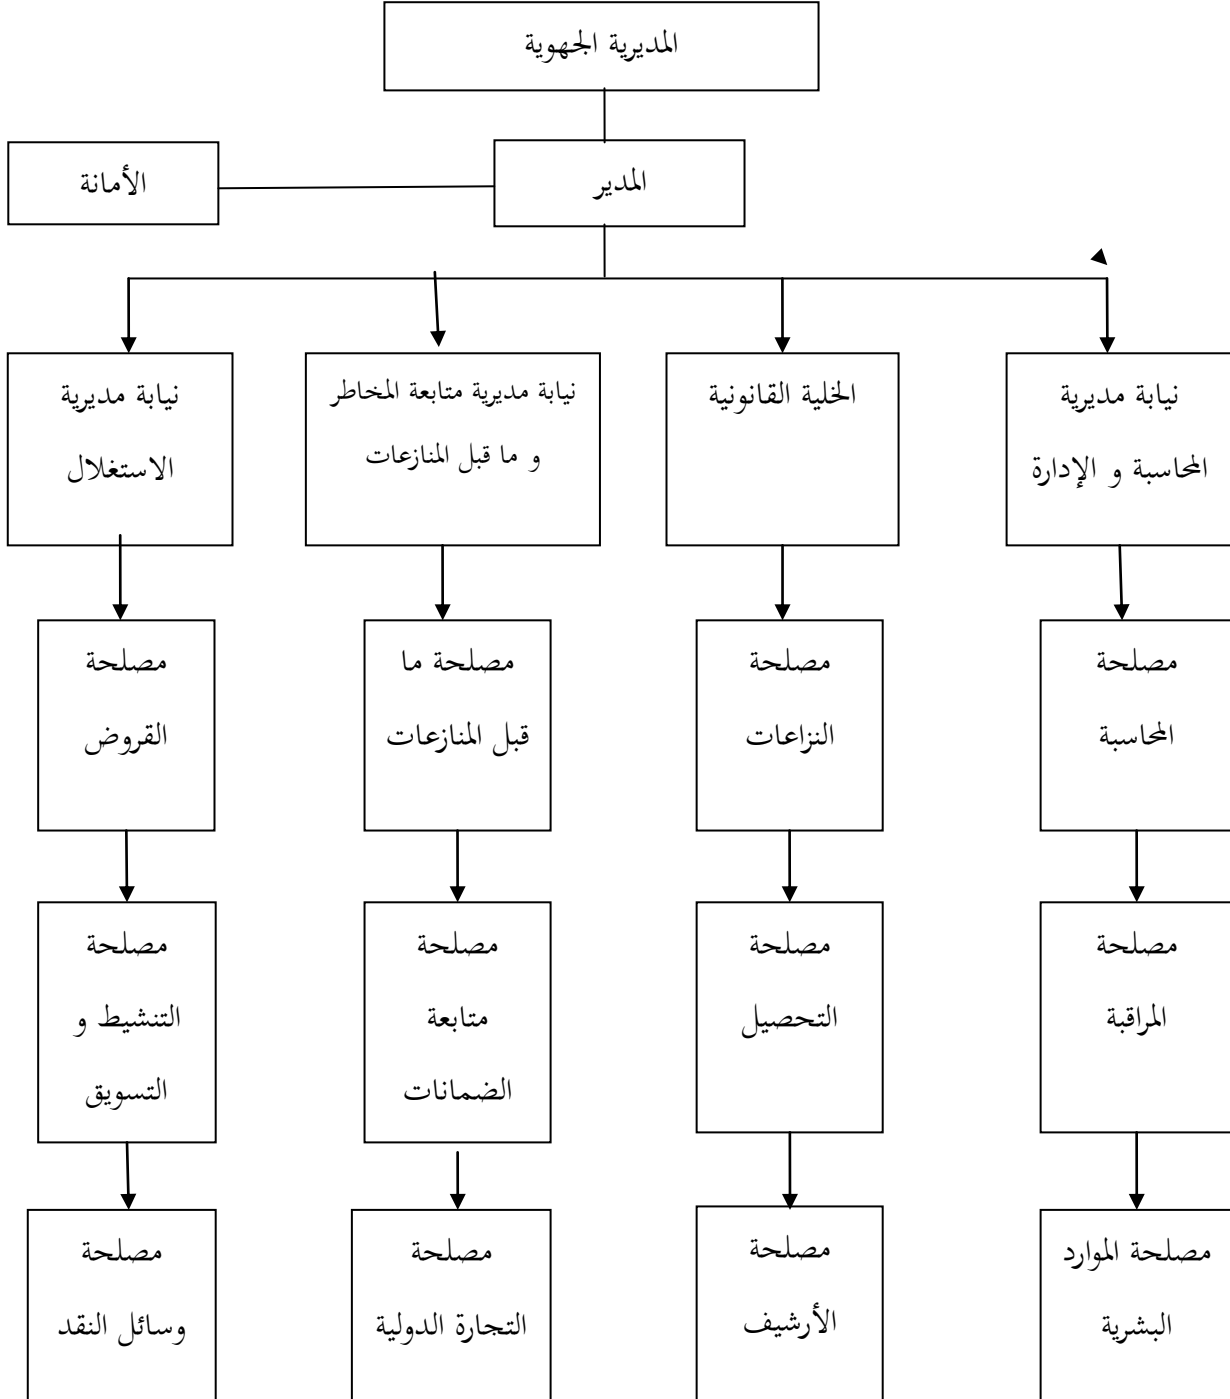 المديرية الجهوية
المدير
الأمانة
نيابة مديرية
المحاسبة و الإدارة
الخلية القانونية
نيابة مديرية متابعة المخاطر
و ما قبل المنازعات
نيابة مديرية
الاستغلال
مصلحة
المحاسبة
مصلحة
النزاعات
مصلحة ما
قبل المنازعات
مصلحة
القروض
مصلحة
المراقبة
مصلحة
التحصيل
مصلحة
متابعة
الضمانات
مصلحة
التنشيط و
التسويق
مصلحة الموارد
البشرية
مصلحة
الأرشيف
مصلحة
التجارة الدولية
مصلحة
وسائل النقد